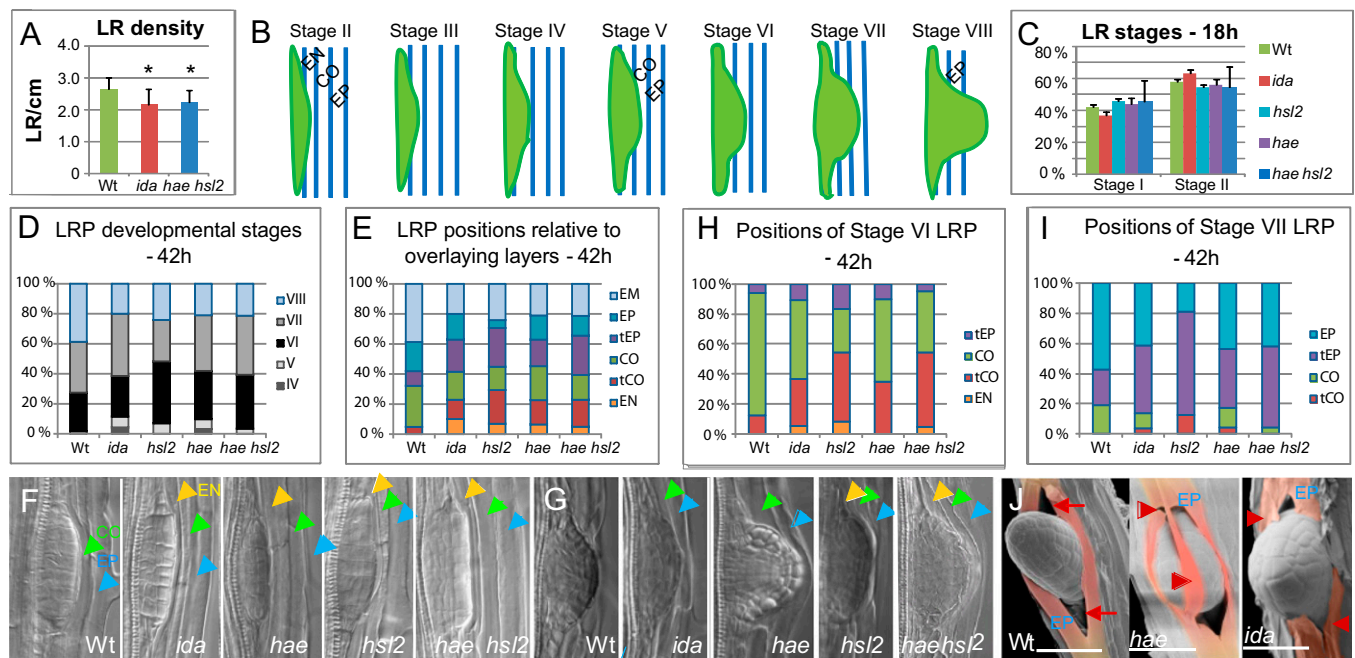 A LR density
LR/cm
4.0
3.0
2.0
1.0
0
* *
Wt ida hae hsl2
B
Stage II Stage III Stage IV Stage V Stage VI Stage VII Stage VIII
EN
CO
EP
CO
EP
EP
C LR stages - 18h
80 %
60 %
40 %
20 %
0 %
Stage I Stage II
Wt
ida
hsl2
hae
hae hsl2
D LRP developmental stages
- 42h
100 %
80 %
60 %
40 %
20 %
0 %
Wt ida hsl2 hae hae hsl2
VIII
VII
VI
V
IV
E LRP positions relative to
overlaying layers - 42h
100 %
80 %
60 %
40 %
20 %
0 %
Wt ida hsl2 hae hae hsl2
EM
EP
tEP
CO
tCO
EN
H Positions of Stage VI LRP
- 42h
100 %
80 %
60 %
40 %
20 %
0 %
Wt ida hsl2 hae hae hsl2
tEP
CO
tCO
EN
I Positions of Stage VII LRP
- 42h
100 %
80 %
60 %
40 %
20 %
0 %
Wt ida hsl2 hae hae hsl2
EP
tEP
CO
tCO
F
CO
EP
EN
Wt ida hae hsl2 hae hsl2
G
Wt ida hae hsl2 hae hsl2
J
EP
EP
EP
Wt hae ida